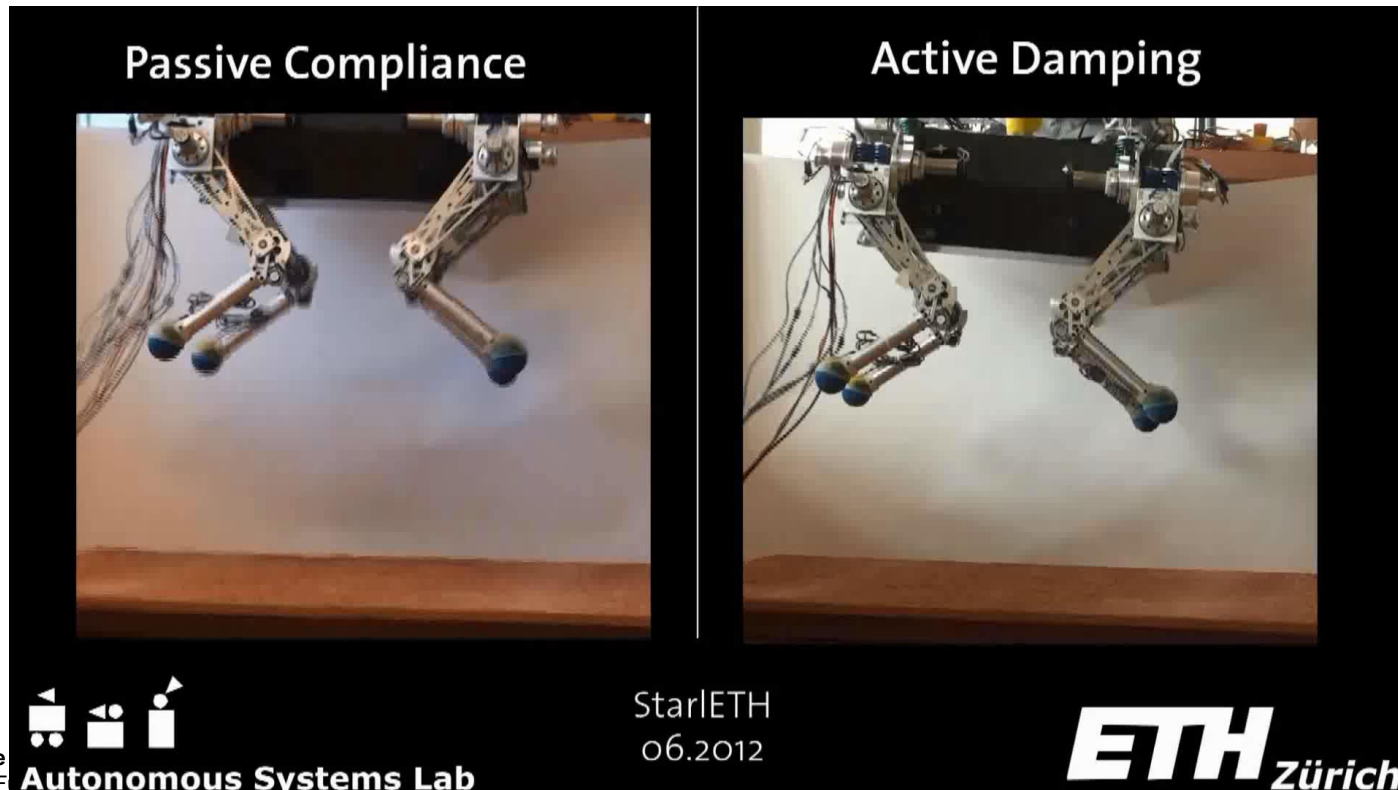 Passive Compliance
Active Damping
StarlETH
06.2012
Autonomous Systems Lab
ETH Zürich